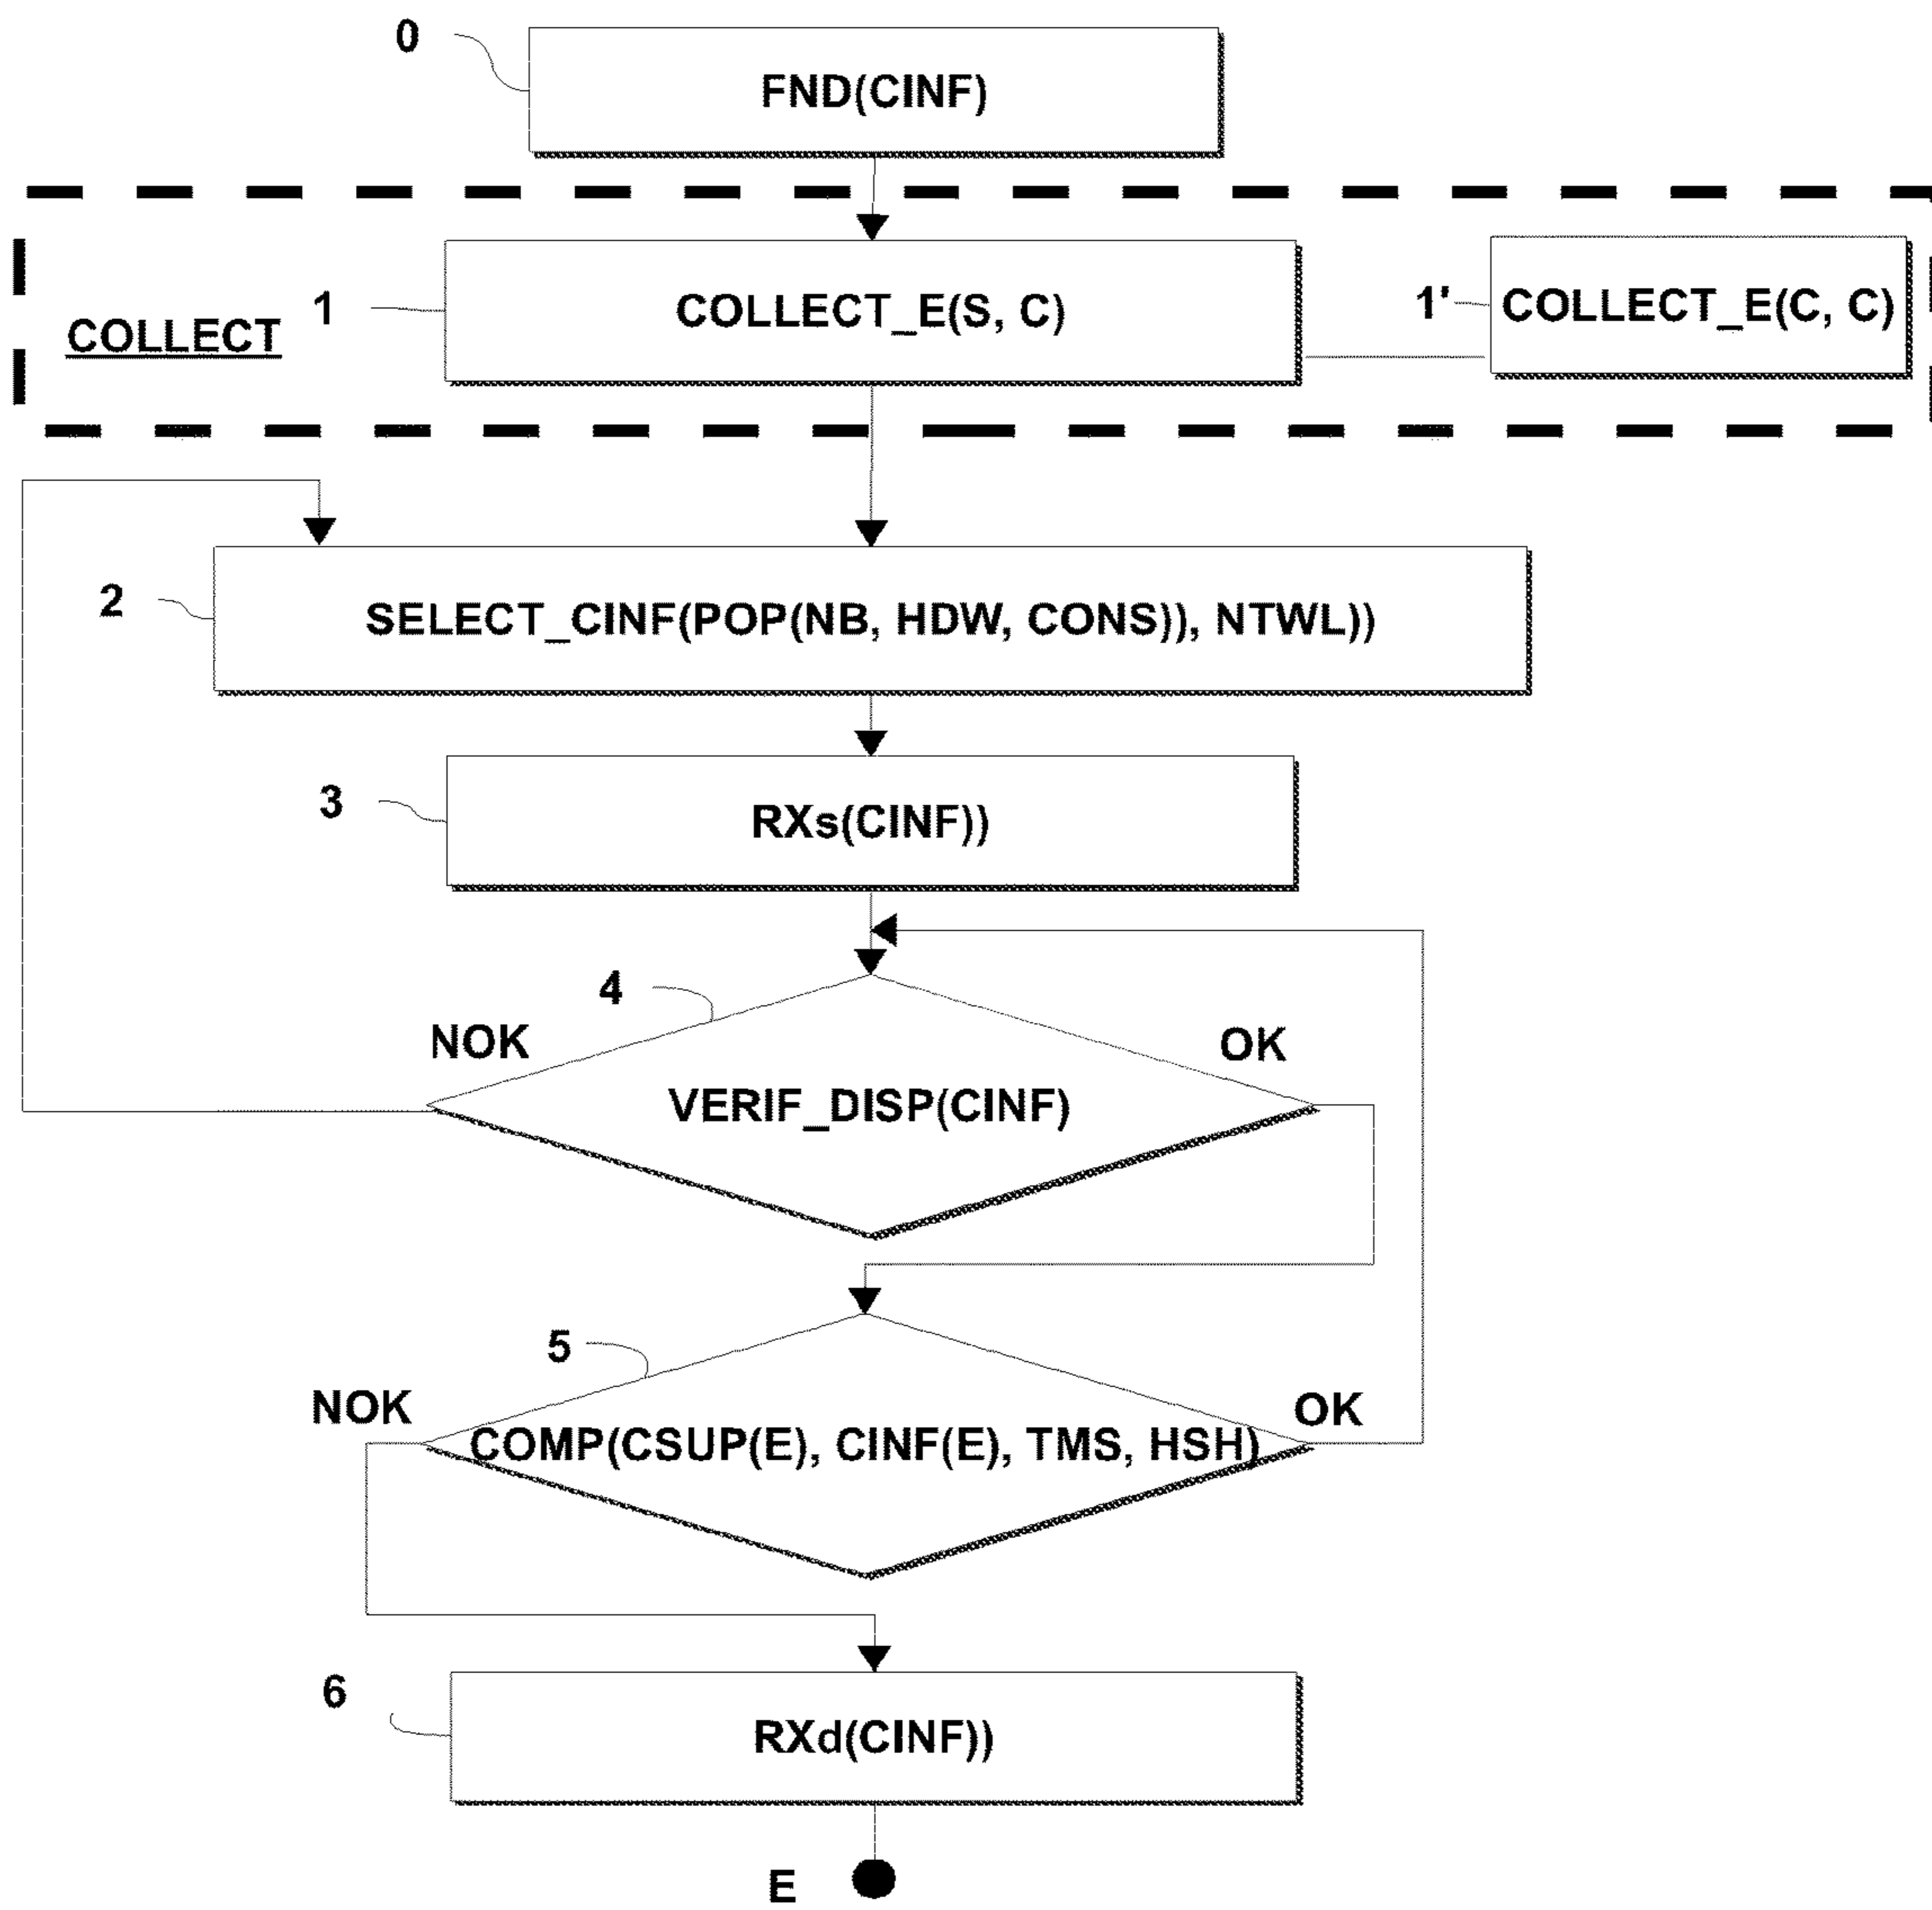 0
FND(CINF)
COLLECT
1
COLLECT_E(S, C)
1'
COLLECT_E(C, C)
2
SELECT_CINF(POP(NB, HDW, CONS)), NTWL))
3
RXs(CINF))
4
NOK
OK
VERIF_DISP(CINF)
5
NOK
OK
COMP(CSUP(E), CINF(E), TMS, HSH)
6
RXd(CINF))
E